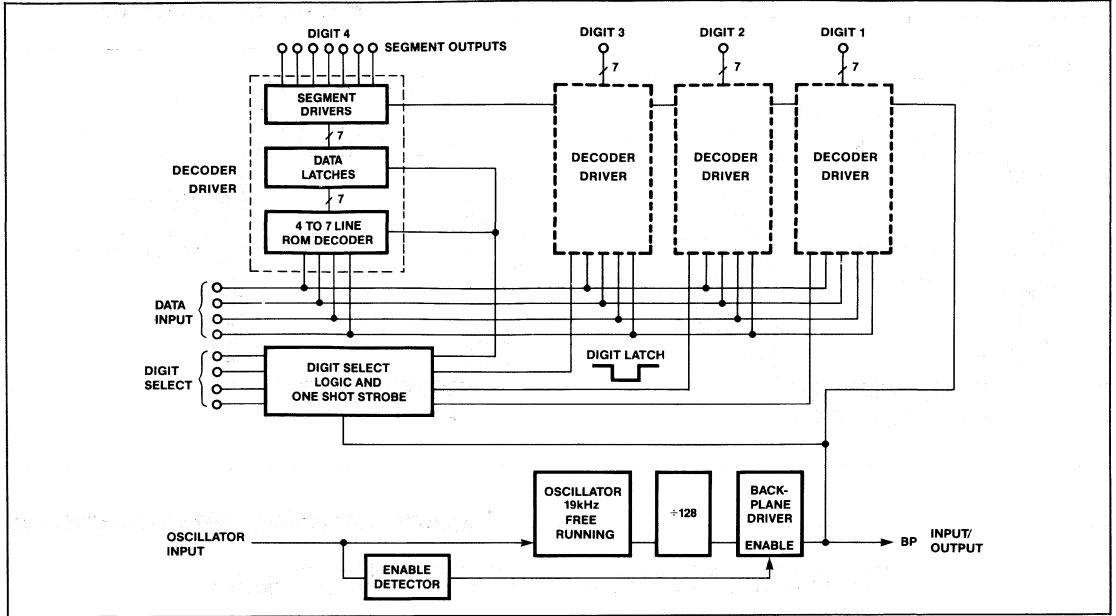 DIGIT 4
SEGMENT OUTPUTS
DIGIT 3
DIGIT 2
DIGIT 1
7
7
7
SEGMENT
DRIVERS
7
DATA
LATCHES
7
4 TO 7 LINE
ROM DECODER
DECODER
DRIVER
DECODER
DRIVER
DECODER
DRIVER
DECODER
DRIVER
DATA
INPUT
DIGIT
SELECT
DIGIT SELECT
LOGIC AND
ONE SHOT STROBE
DIGIT LATCH
OSCILLATOR
INPUT
ENABLE
DETECTOR
OSCILLATOR
19kHz
FREE
RUNNING
÷128
BACK-
PLANE
DRIVER
ENABLE
BP
INPUT/
OUTPUT